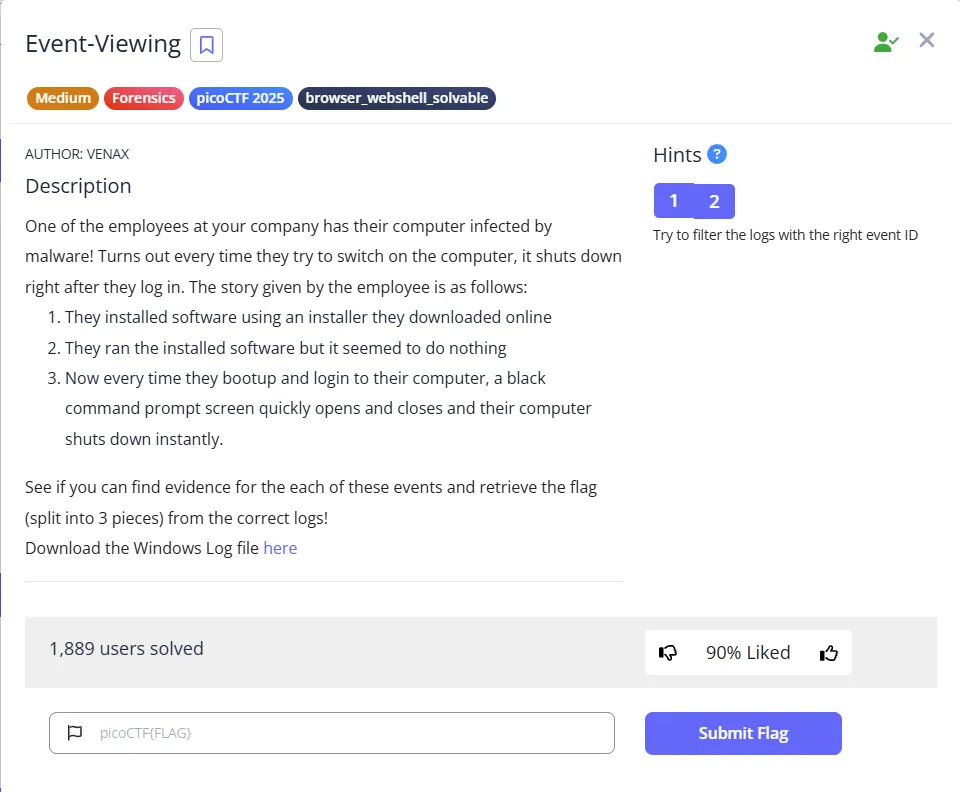 Event-Viewing
Medium Forensics picoCTF 2025 browser_webshell_solvable
AUTHOR: VENAX
Description
One of the employees at your company has their computer infected by
malware! Turns out every time they try to switch on the computer, it shuts down
right after they log in. The story given by the employee is as follows:
1. They installed software using an installer they downloaded online
2. They ran the installed software but it seemed to do nothing
3. Now every time they bootup and login to their computer, a black
command prompt screen quickly opens and closes and their computer
shuts down instantly.
See if you can find evidence for the each of these events and retrieve the flag
(split into 3 pieces) from the correct logs!
Download the Windows Log file here
Hints ?
1 2
Try to filter the logs with the right event ID
1,889 users solved
90% Liked
picoCTF{FLAG}
Submit Flag